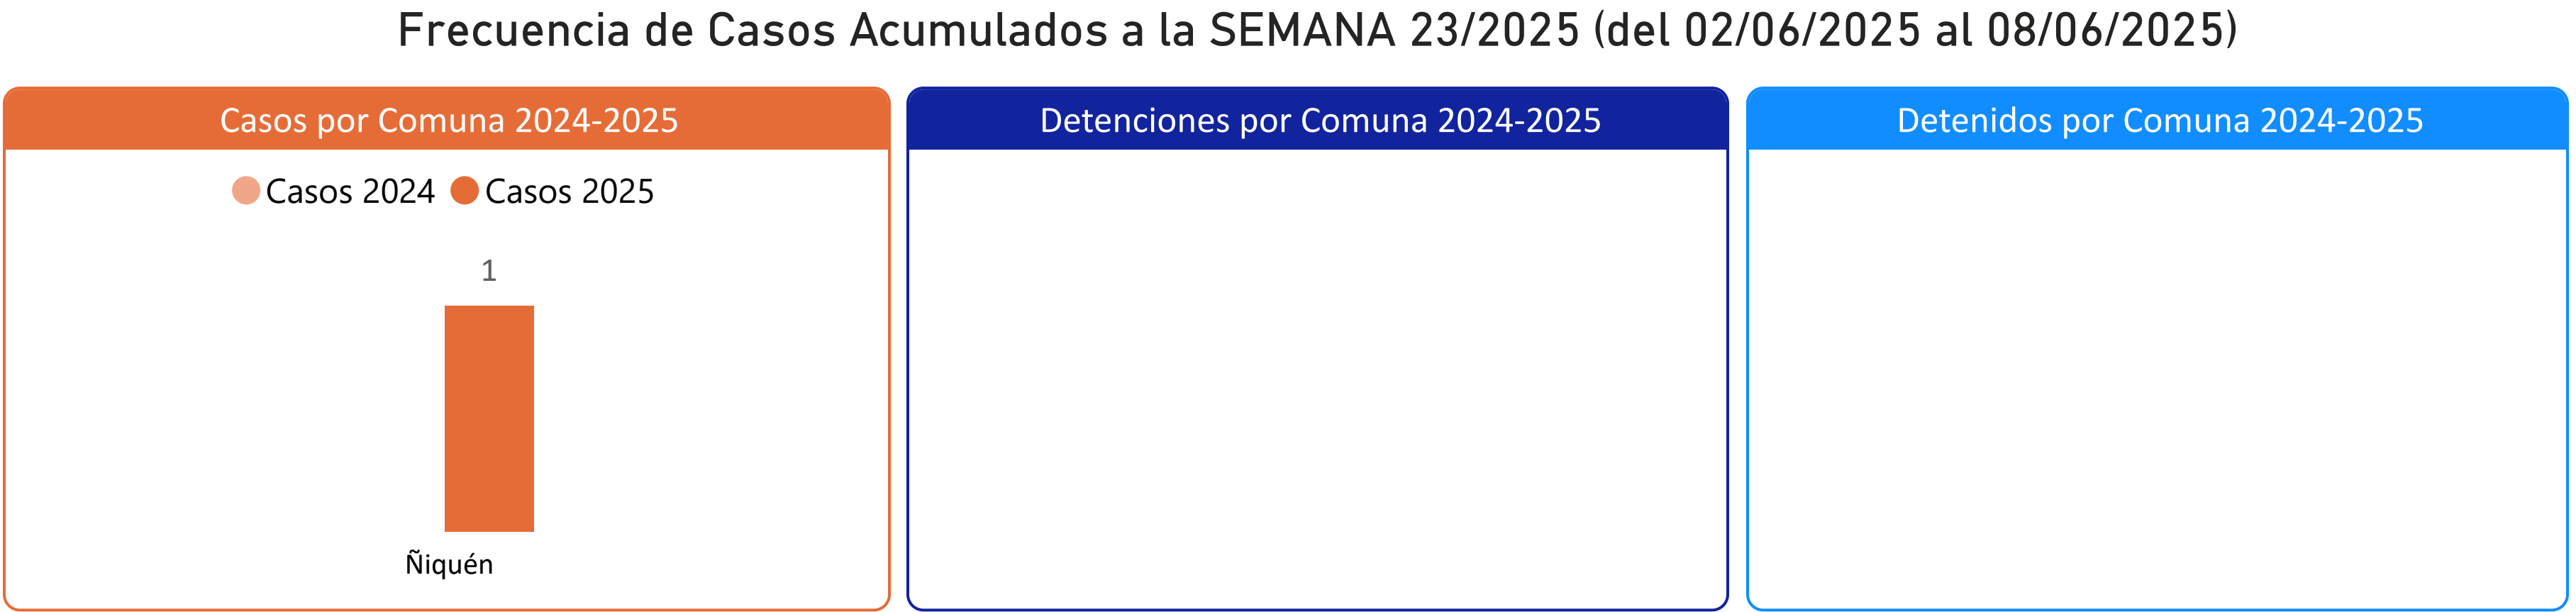 Frecuencia de Casos Acumulados a la SEMANA 23/2025 (del 02/06/2025 al 08/06/2025)
Casos por Comuna 2024-2025
Casos 2024 Casos 2025
1
Ñiquén
Detenciones por Comuna 2024-2025
Detenidos por Comuna 2024-2025